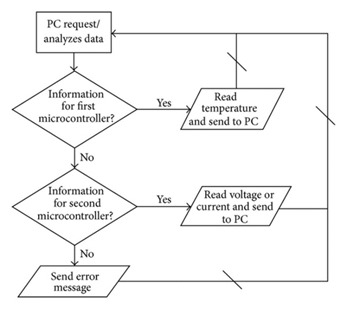 PC request/
analyzes data
Information
for first
microcontroller?
Yes
Read
temperature
and send to PC
No
Information
for second
microcontroller?
Yes
Read voltage or
current and send
to PC
No
Send error
message